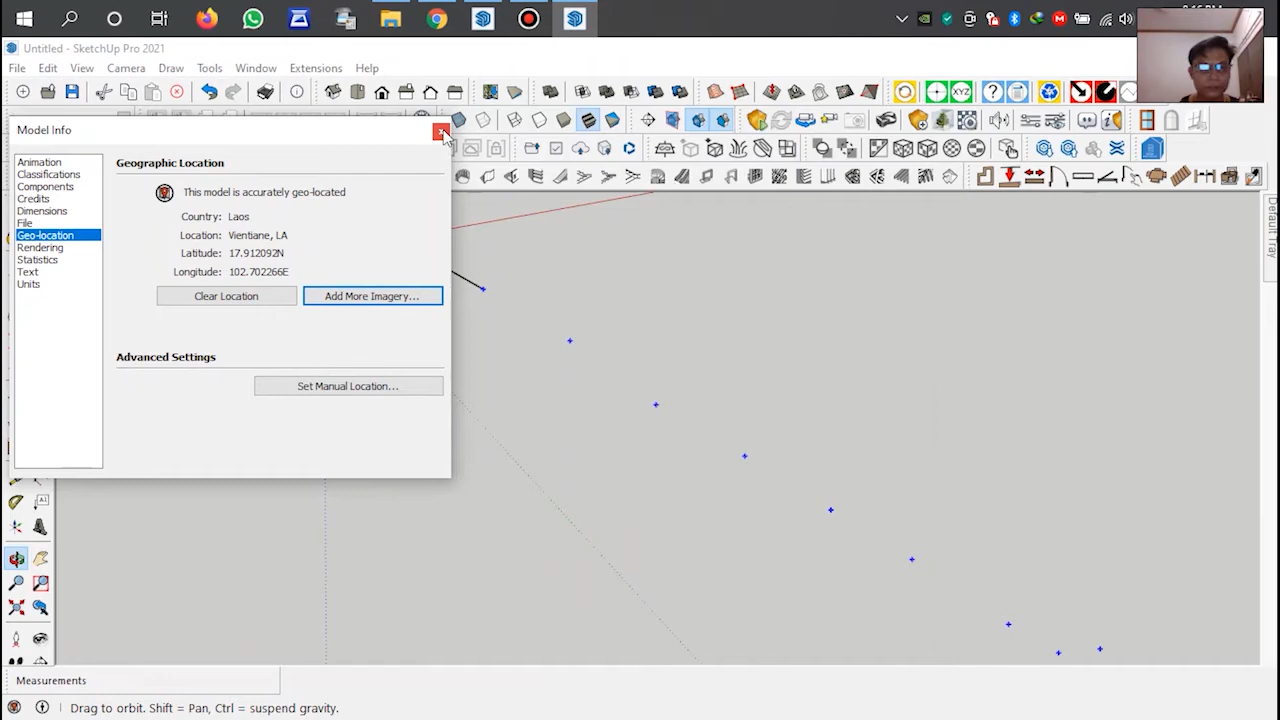 Untitled - SketchUp Pro 2021
File Edit View Camera Draw Tools Window Extensions Help
XYZ
Model Info
Animation
Classifications
Components
Credits
Dimensions
File
Geo-location
Rendering
Statistics
Text
Units
Geographic Location
This model is accurately geo-located
Country: Laos
Location: Vientiane, LA
Latitude: 17.912092N
Longitude: 102.702266E
Clear Location
Add More Imagery...
Advanced Settings
Set Manual Location...
Default Tray
Measurements
Drag to orbit. Shift = Pan, Ctrl = suspend gravity.